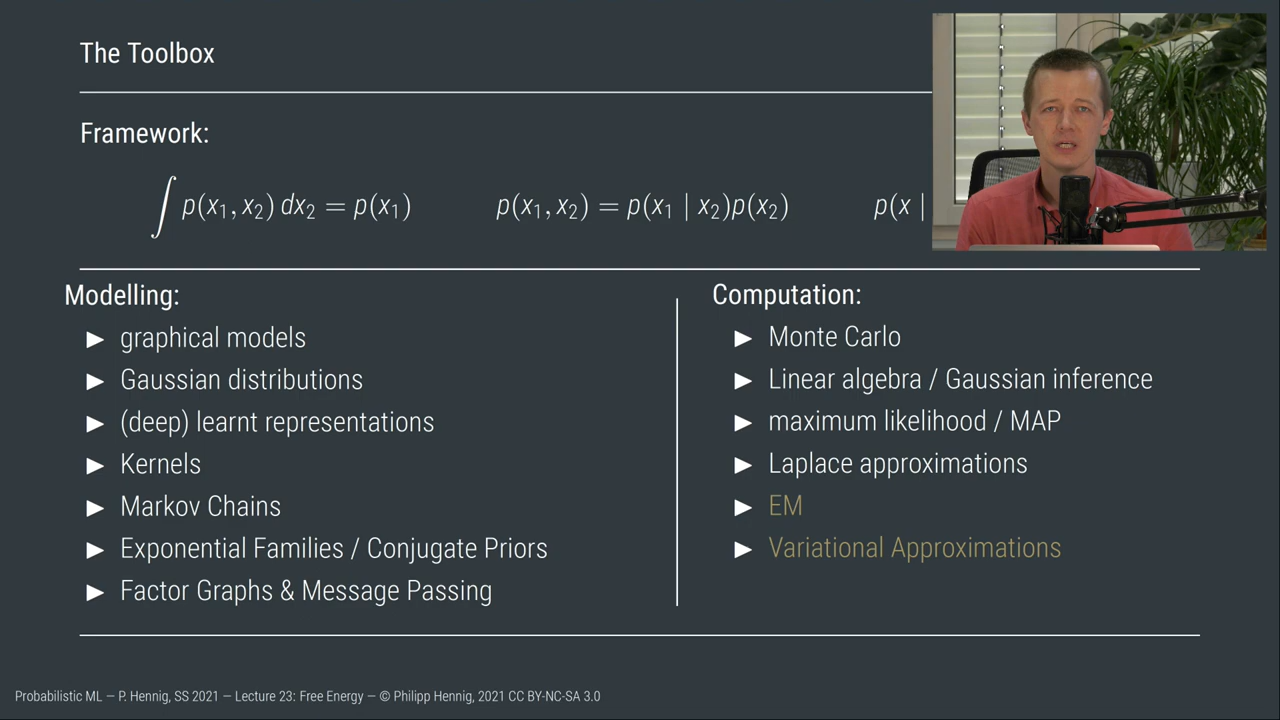 The Toolbox
Framework:
∫ p(x₁, x₂) dx₂ = p(x₁)    p(x₁, x₂) = p(x₁ | x₂)p(x₂)    p(x |
Modelling:
▶ graphical models
▶ Gaussian distributions
▶ (deep) learnt representations
▶ Kernels
▶ Markov Chains
▶ Exponential Families / Conjugate Priors
▶ Factor Graphs & Message Passing
Computation:
▶ Monte Carlo
▶ Linear algebra / Gaussian inference
▶ maximum likelihood / MAP
▶ Laplace approximations
▶ EM
▶ Variational Approximations
Probabilistic ML — P. Hennig, SS 2021 — Lecture 23: Free Energy — © Philipp Hennig, 2021 CC BY-NC-SA 3.0